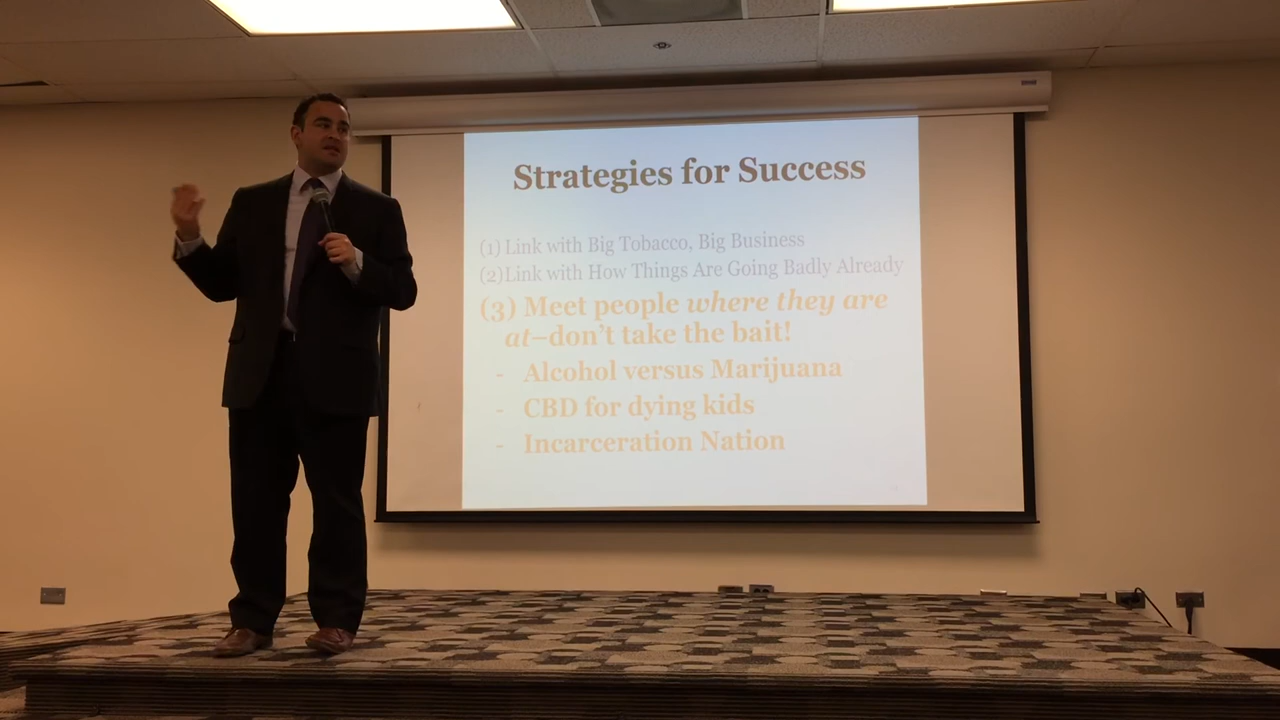 Strategies for Success
(1) Link with Big Tobacco, Big Business
(2)Link with How Things Are Going Badly Already
(3) Meet people where they are
at—don't take the bait!
- Alcohol versus Marijuana
- CBD for dying kids
- Incarceration Nation